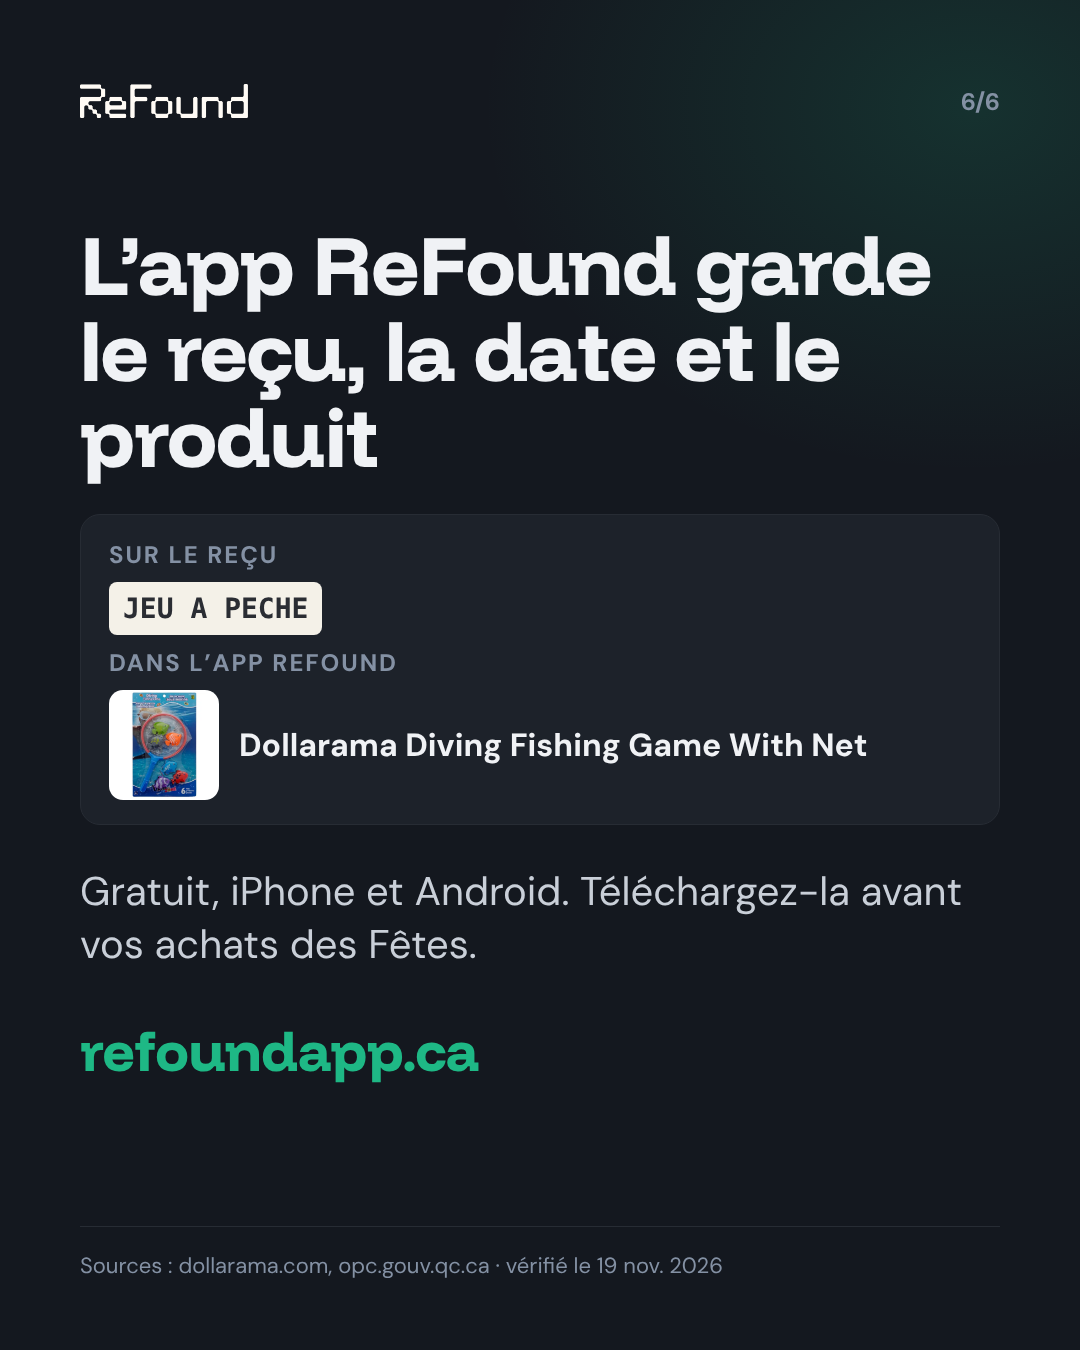 ReFound
6/6
L’app ReFound garde
le reçu, la date et le
produit
SUR LE REÇU
JEU A PECHE
DANS L’APP REFOUND
Dollarama Diving Fishing Game With Net
Gratuit, iPhone et Android. Téléchargez-la avant
vos achats des Fêtes.
refoundapp.ca
Sources : dollarama.com, opc.gouv.qc.ca · vérifié le 19 nov. 2026